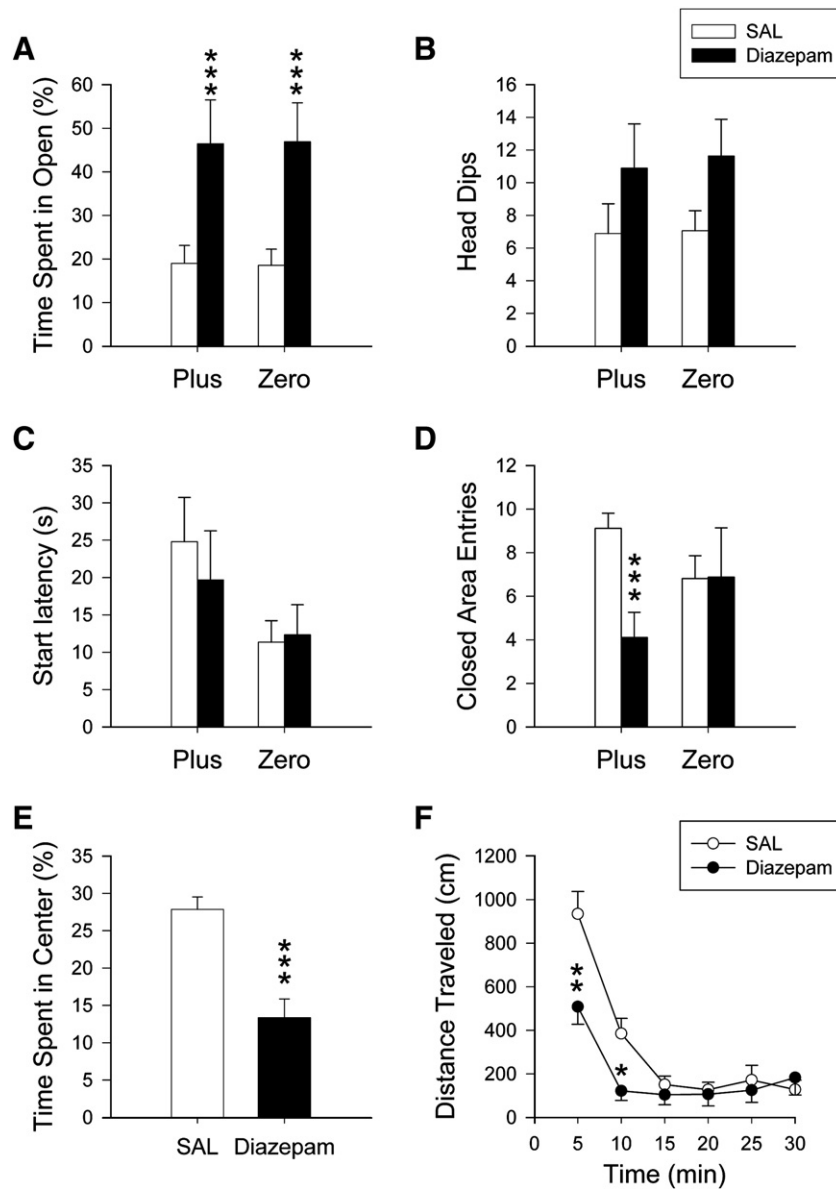 SAL
Diazepam
A
***
***
Time Spent in Open (%)
60
50
40
30
20
10
0
Plus
Zero
B
Head Dips
16
14
12
10
8
6
4
2
0
Plus
Zero
C
Start latency (s)
35
30
25
20
15
10
5
0
Plus
Zero
D
Closed Area Entries
12
10
8
6
4
2
0
***
Plus
Zero
E
Time Spent in Center (%)
35
30
25
20
15
10
5
0
***
SAL
Diazepam
F
SAL
Diazepam
Distance Traveled (cm)
1200
1000
800
600
400
200
0
**
*
0 5 10 15 20 25 30
Time (min)